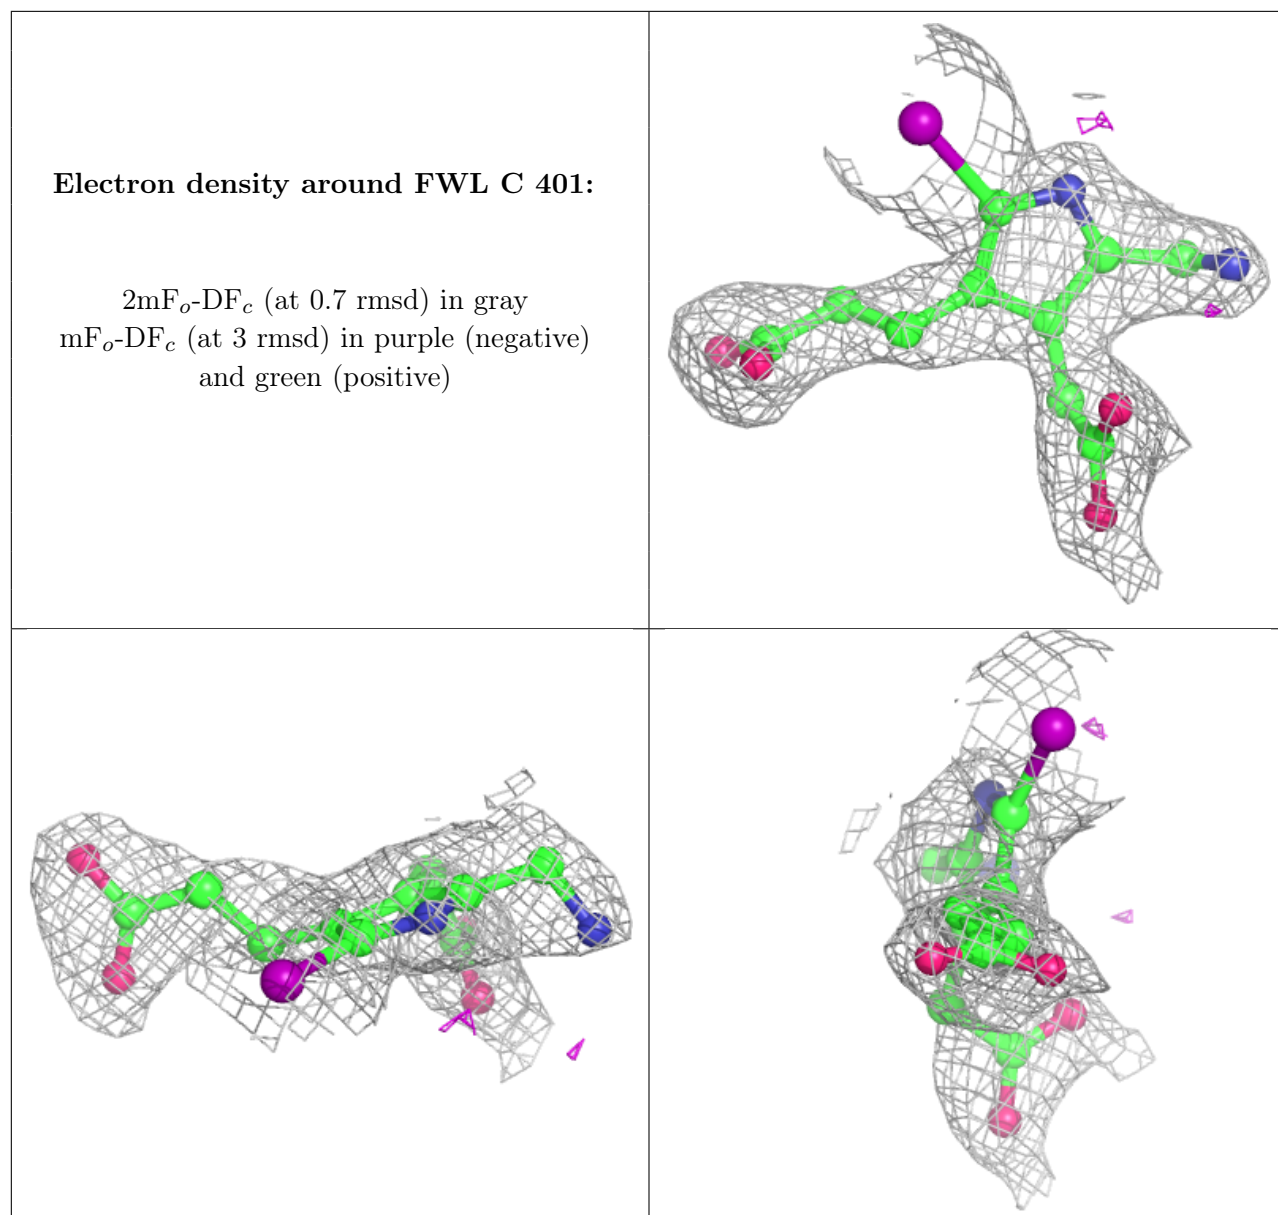 Electron density around FWL C 401:
2mFo-DFc (at 0.7 rmsd) in gray
mFo-DFc (at 3 rmsd) in purple (negative)
and green (positive)